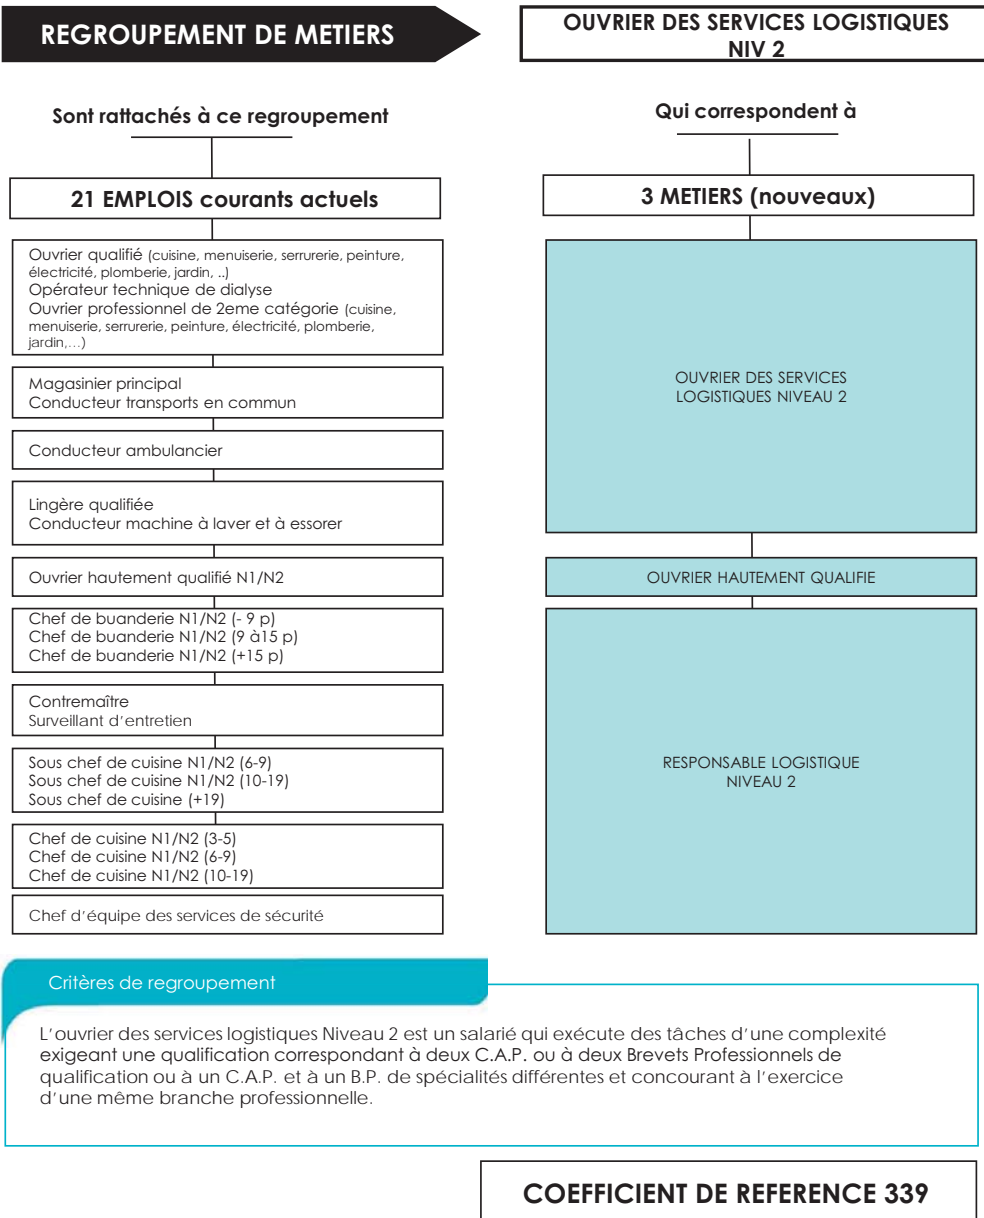 REGROUPEMENT DE METIERS
OUVRIER DES SERVICES LOGISTIQUES
NIV 2
Sont rattachés à ce regroupement
Qui correspondent à
21 EMPLOIS courants actuels
3 METIERS (nouveaux)
Ouvrier qualifié (cuisine, menuiserie, serrurerie, peinture,
électricité, plomberie, jardin, ..)
Opérateur technique de dialyse
Ouvrier professionnel de 2eme catégorie (cuisine,
menuiserie, serrurerie, peinture, électricité, plomberie,
jardin,…)
Magasinier principal
Conducteur transports en commun
Conducteur ambulancier
Lingère qualifiée
Conducteur machine à laver et à essorer
Ouvrier hautement qualifié N1/N2
Chef de buanderie N1/N2 (- 9 p)
Chef de buanderie N1/N2 (9 à15 p)
Chef de buanderie N1/N2 (+15 p)
Contremaître
Surveillant d'entretien
Sous chef de cuisine N1/N2 (6-9)
Sous chef de cuisine N1/N2 (10-19)
Sous chef de cuisine (+19)
Chef de cuisine N1/N2 (3-5)
Chef de cuisine N1/N2 (6-9)
Chef de cuisine N1/N2 (10-19)
Chef d'équipe des services de sécurité
OUVRIER DES SERVICES
LOGISTIQUES NIVEAU 2
OUVRIER HAUTEMENT QUALIFIE
RESPONSABLE LOGISTIQUE
NIVEAU 2
Critères de regroupement
L'ouvrier des services logistiques Niveau 2 est un salarié qui exécute des tâches d'une complexité
exigeant une qualification correspondant à deux C.A.P. ou à deux Brevets Professionnels de
qualification ou à un C.A.P. et à un B.P. de spécialités différentes et concourant à l'exercice
d'une même branche professionnelle.
COEFFICIENT DE REFERENCE 339